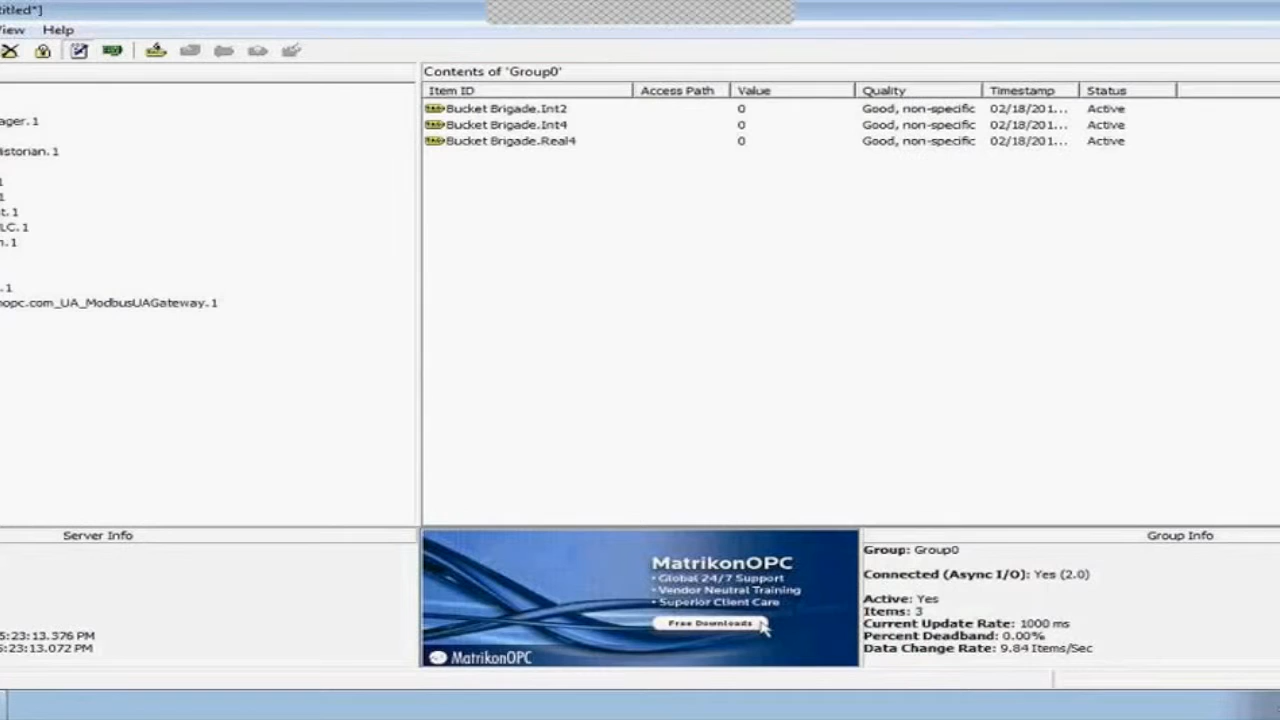 titled*]
View Help
Contents of 'Group0'
Item ID Access Path Value Quality Timestamp Status
Bucket Brigade.Int2 0 Good, non-specific 02/18/201... Active
Bucket Brigade.Int4 0 Good, non-specific 02/18/201... Active
Bucket Brigade.Real4 0 Good, non-specific 02/18/201... Active
ager.1
istorian.1
1
1
t.1
LC.1
n.1
.1
nopc.com_UA_ModbusUAGateway.1
Server Info
5:23:13.376 PM
5:23:13.072 PM
MatrikonOPC
• Global 24/7 Support
• Vendor Neutral Training
• Superior Client Care
Free Downloads
MatrikonOPC
Group Info
Group: Group0
Connected (Async I/O): Yes (2.0)
Active: Yes
Items: 3
Current Update Rate: 1000 ms
Percent Deadband: 0.00%
Data Change Rate: 9.84 Items/Sec